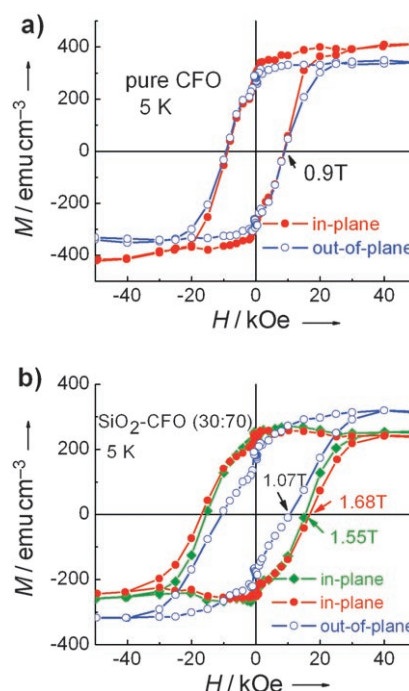 a)
400
200
0
-200
-400
M / emu cm⁻³
pure CFO
5 K
0.9T
in-plane
out-of-plane
-40 -20 0 20 40
H / kOe
b)
400
200
0
-200
-400
M / emu cm⁻³
SiO₂-CFO (30:70)
5 K
1.07T
1.68T
1.55T
in-plane
in-plane
out-of-plane
-40 -20 0 20 40
H / kOe